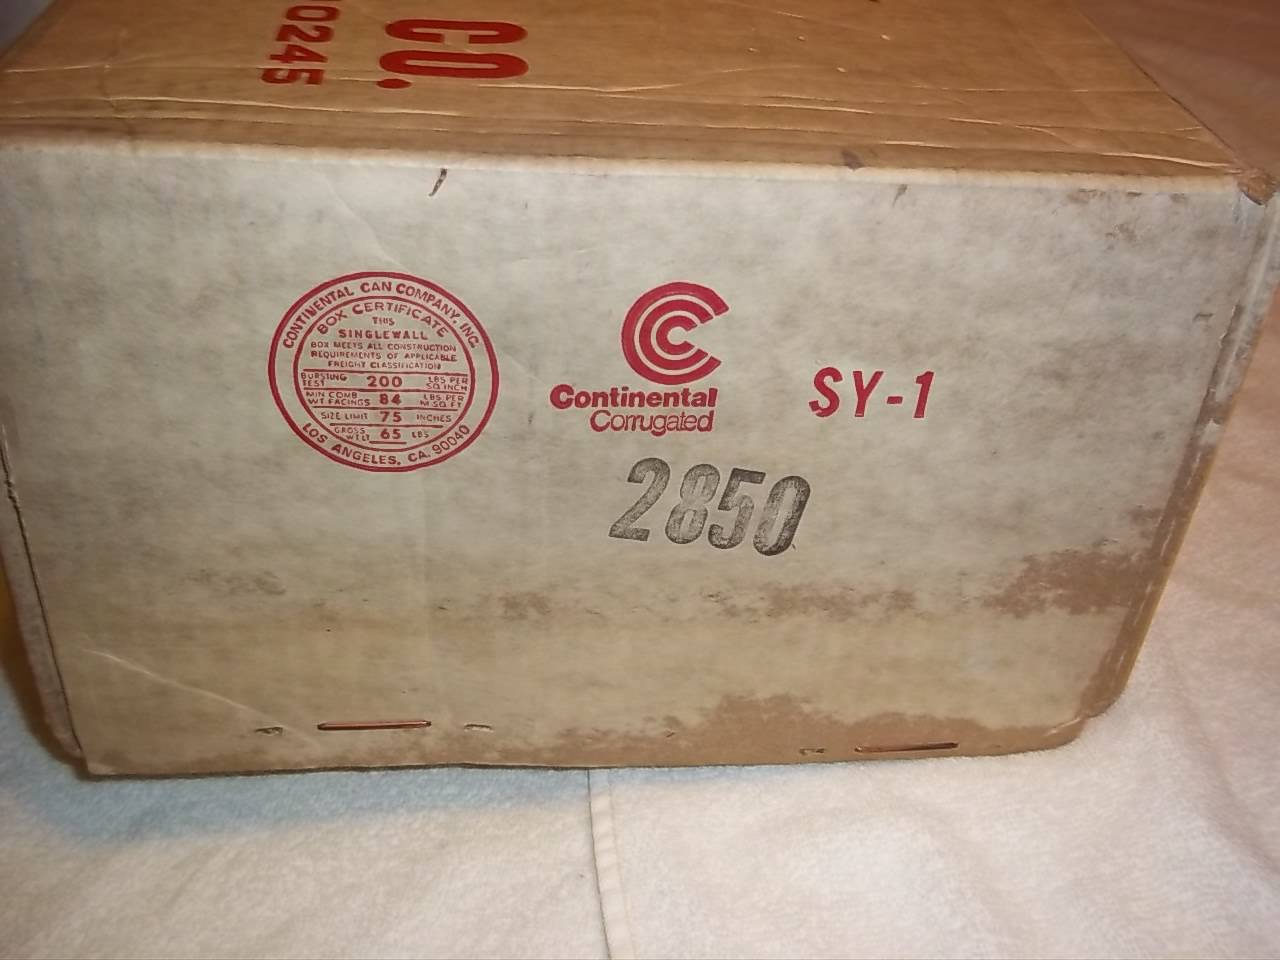 CO.
0245
CONTINENTAL CAN COMPANY, INC.
BOX CERTIFICATE
THIS
SINGLEWALL
BOX MEETS ALL CONSTRUCTION
REQUIREMENTS OF APPLICABLE
FREIGHT CLASSIFICATION
BURSTING TEST 200 LBS PER SQ INCH
MIN COMB WT FACINGS 84 LBS PER M SQ FT
SIZE LIMIT 75 INCHES
GROSS WT LT 65 LBS
LOS ANGELES, CA. 90040
Continental
Corrugated
SY-1
2850